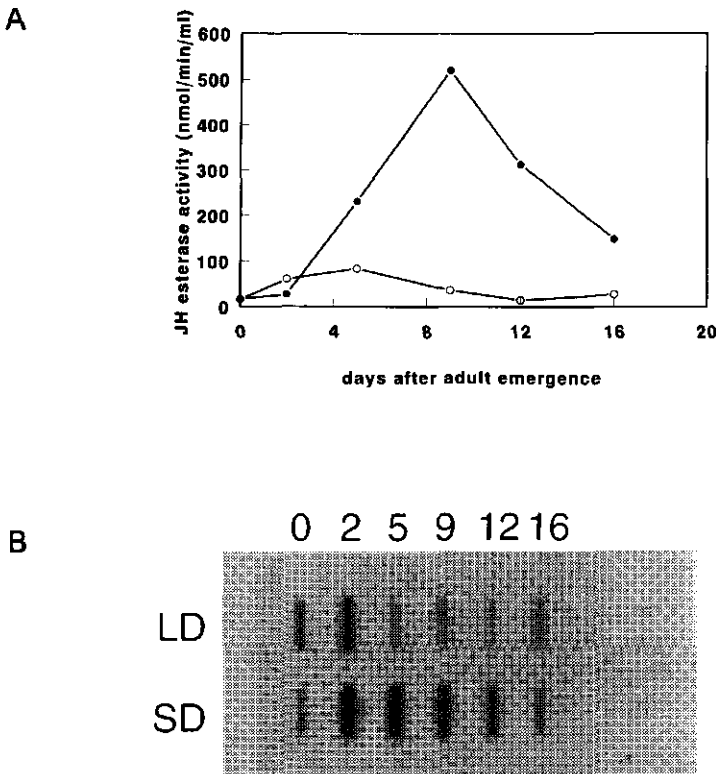 A
JH esterase activity (nmol/min/ml)
600
500
400
300
200
100
0
0 4 8 12 16 20
days after adult emergence
B
0 2 5 9 12 16
LD
SD